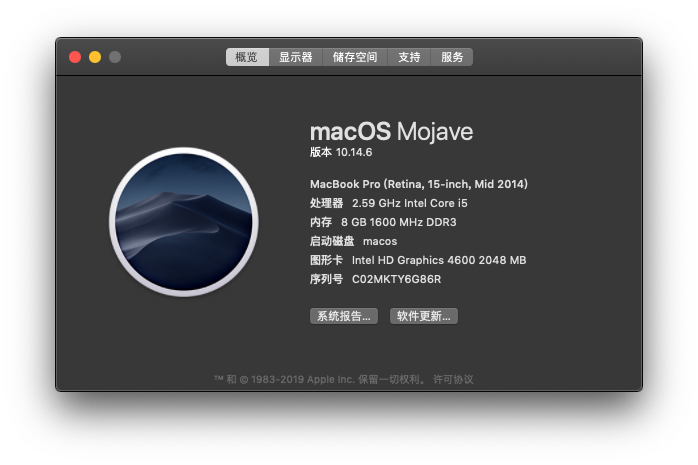 概览 显示器 储存空间 支持 服务
macOS Mojave
版本 10.14.6
MacBook Pro (Retina, 15-inch, Mid 2014)
处理器 2.59 GHz Intel Core i5
内存 8 GB 1600 MHz DDR3
启动磁盘 macos
图形卡 Intel HD Graphics 4600 2048 MB
序列号 C02MKTY6G86R
系统报告... 软件更新...
™ 和 © 1983-2019 Apple Inc. 保留一切权利。 许可协议